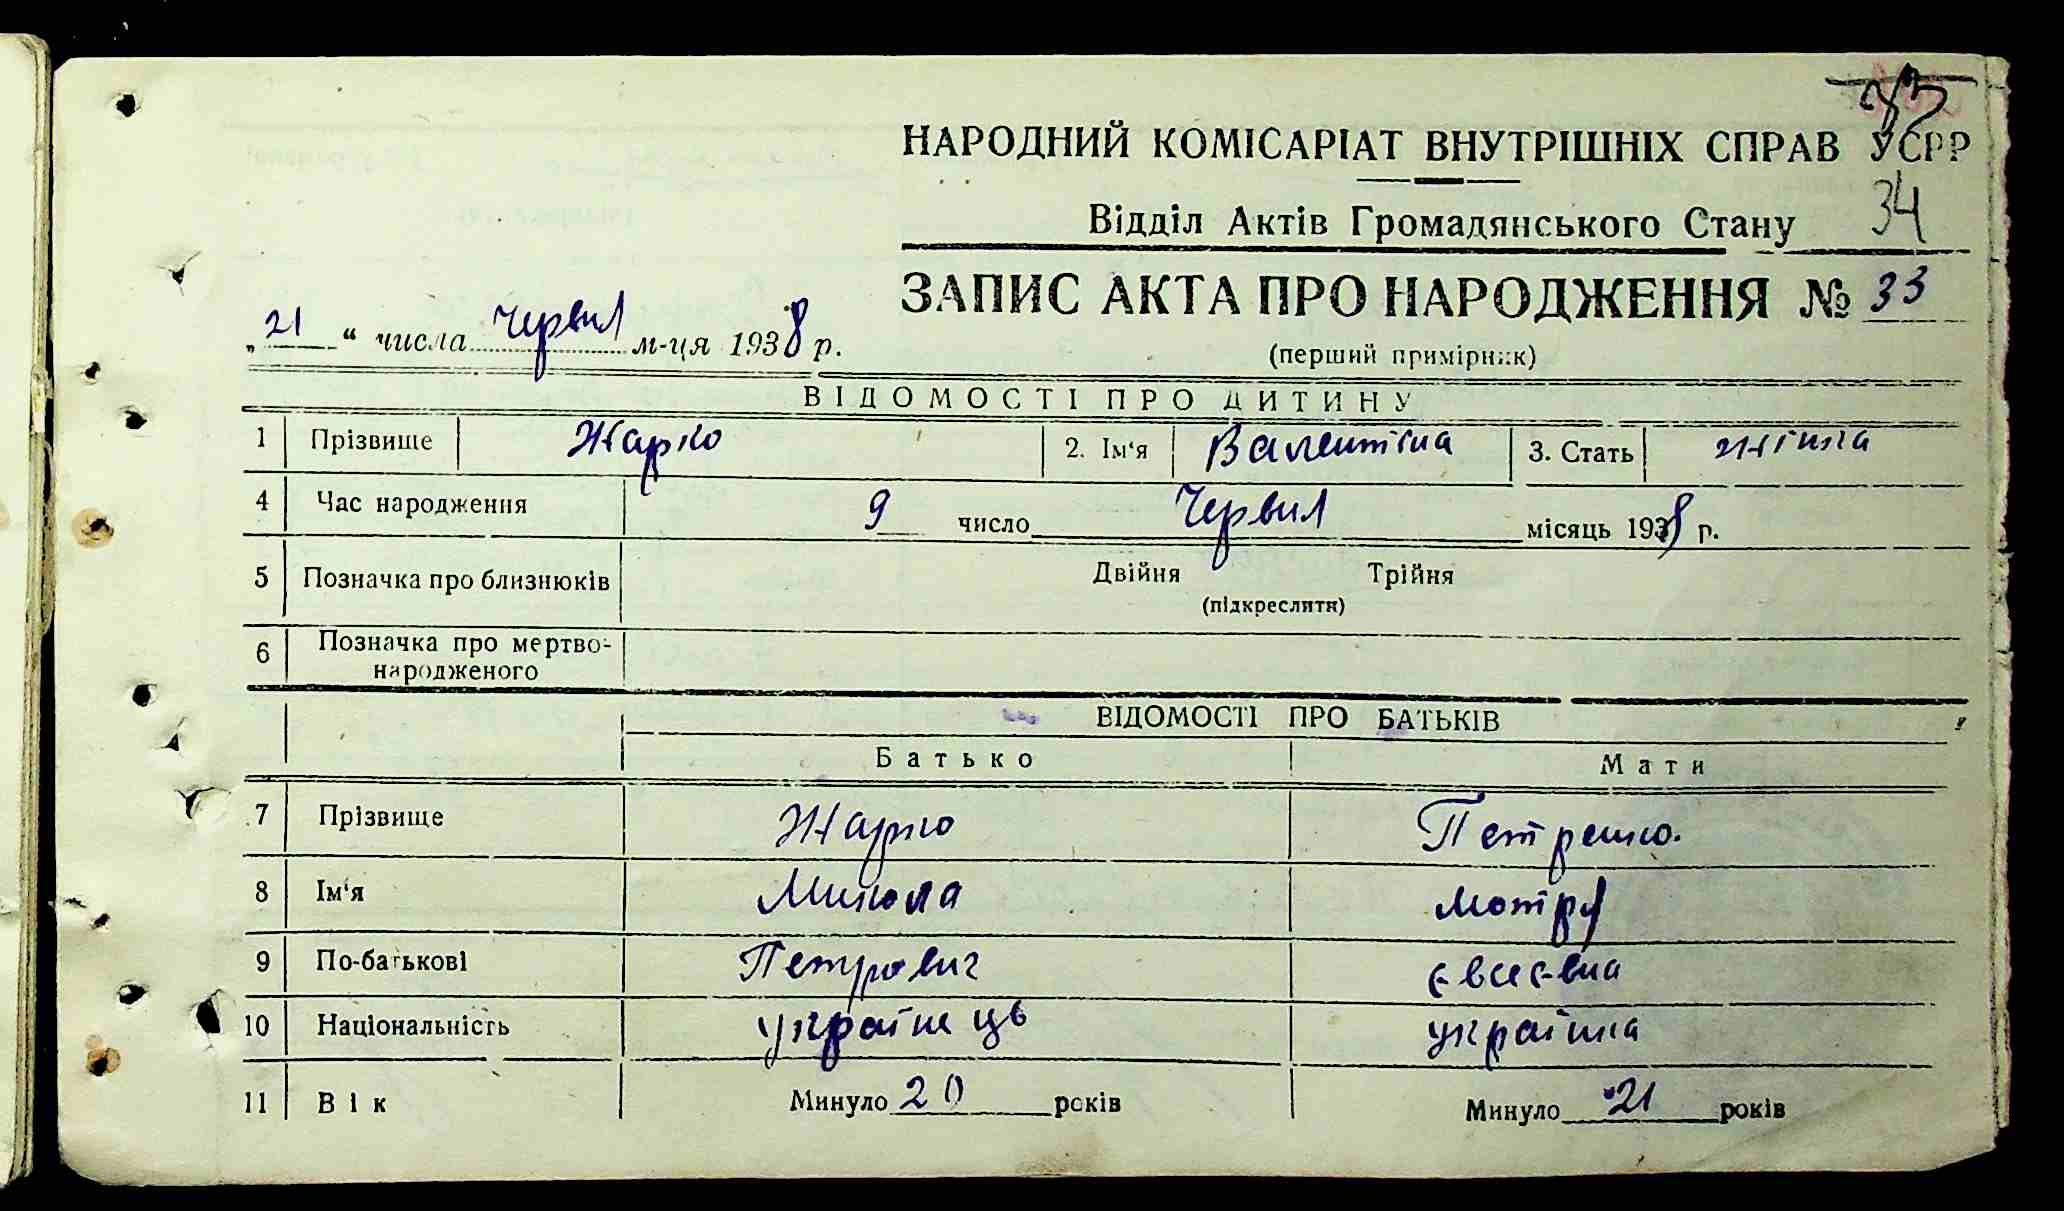 НАРОДНИЙ КОМІСАРІАТ ВНУТРІШНІХ СПРАВ УСРР
Відділ Актів Громадянського Стану 34
ЗАПИС АКТА ПРО НАРОДЖЕННЯ № 33
„ 21 “ числа Червня м-ця 1938 р.
(перший примірник)
ВІДОМОСТІ ПРО ДИТИНУ
1 Прізвище Жарко 2. Ім'я Валентіна 3. Стать жіноча
4 Час народження 9 число Червня місяць 1938 р.
5 Позначка про близнюків Двійня Трійня
(підкреслити)
6 Позначка про мертво-
народженого
ВІДОМОСТІ ПРО БАТЬКІВ
Батько Мати
7 Прізвище Жарко Петренко.
8 Ім'я Микола Мотря
9 По-батькові Петрович Євсеєвна
10 Національність українець українка
11 Вік Минуло 20 років Минуло 21 років